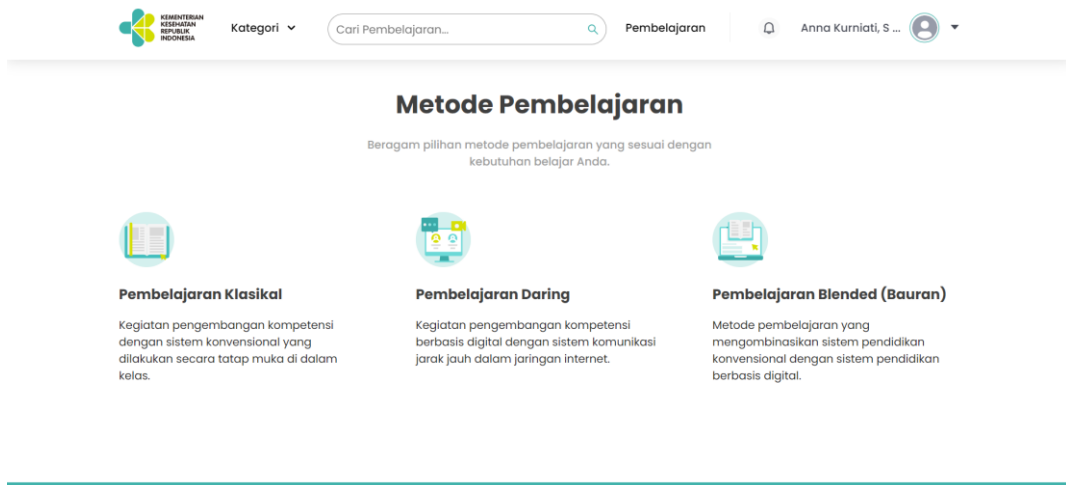 KEMENTERIAN
KESEHATAN
REPUBLIK
INDONESIA
Kategori
Cari Pembelajaran...
Pembelajaran
Anna Kurniati, S ...
Metode Pembelajaran
Beragam pilihan metode pembelajaran yang sesuai dengan
kebutuhan belajar Anda.
Pembelajaran Klasikal
Kegiatan pengembangan kompetensi
dengan sistem konvensional yang
dilakukan secara tatap muka di dalam
kelas.
Pembelajaran Daring
Kegiatan pengembangan kompetensi
berbasis digital dengan sistem komunikasi
jarak jauh dalam jaringan internet.
Pembelajaran Blended (Bauran)
Metode pembelajaran yang
mengombinasikan sistem pendidikan
konvensional dengan sistem pendidikan
berbasis digital.